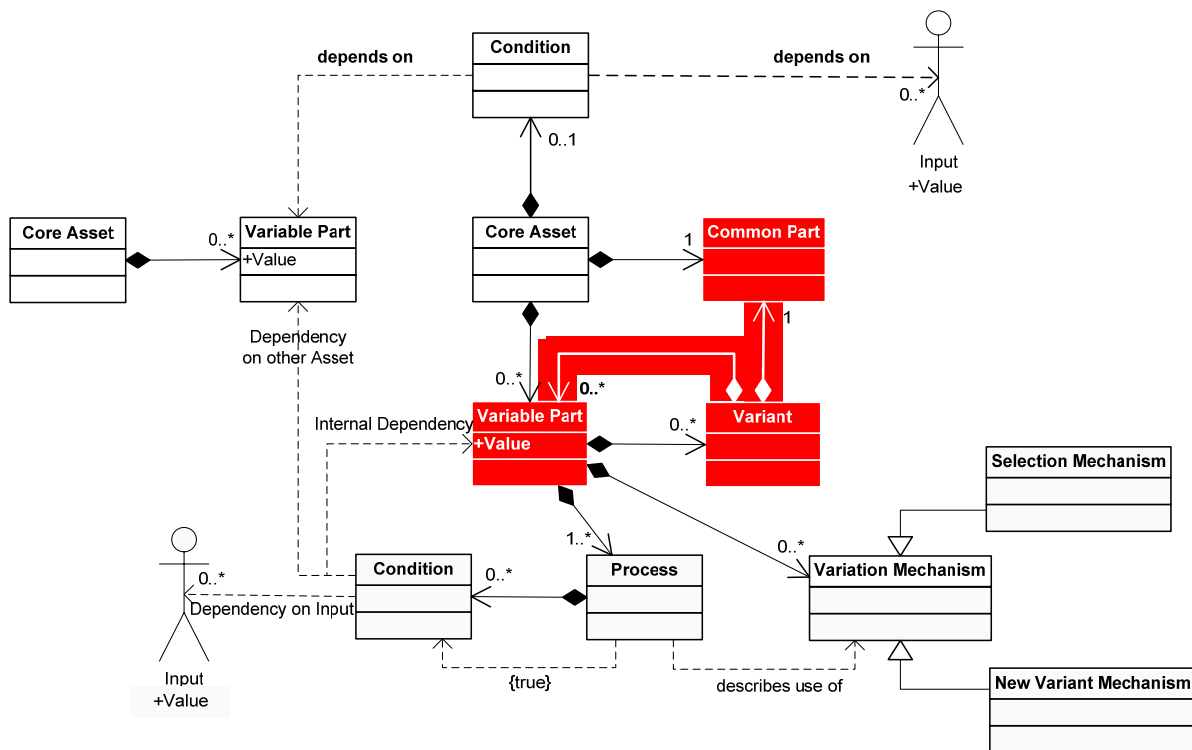 Condition
depends on
depends on
0..*
0..1
Input
+Value
Core Asset
0..*
Variable Part
+Value
Core Asset
1
Common Part
1
Dependency
on other Asset
0..*
0..*
Internal Dependency
Variable Part
+Value
0..*
Variant
Selection Mechanism
1..*
0..*
0..*
Condition
0..*
Process
Variation Mechanism
Dependency on Input
Input
+Value
{true}
describes use of
New Variant Mechanism